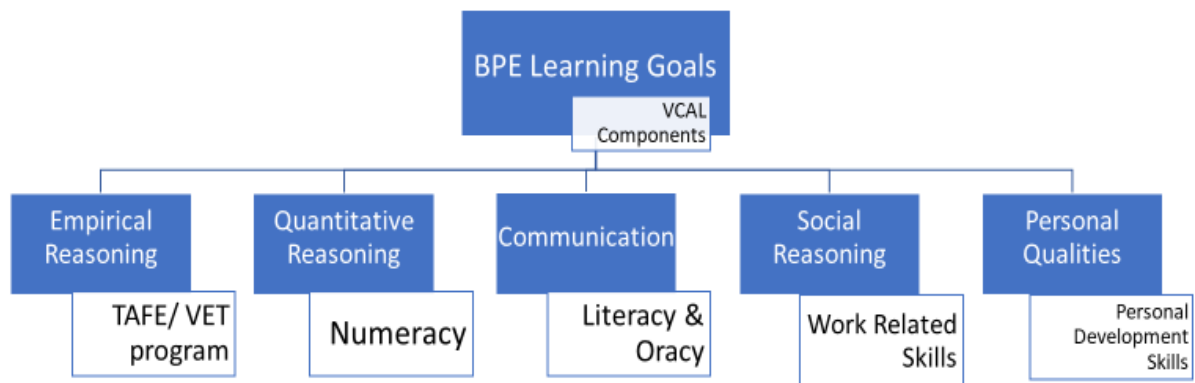 BPE Learning Goals
VCAL
Components
Empirical
Reasoning
TAFE/ VET
program
Quantitative
Reasoning
Numeracy
Communication
Literacy &
Oracy
Social
Reasoning
Work Related
Skills
Personal
Qualities
Personal
Development
Skills